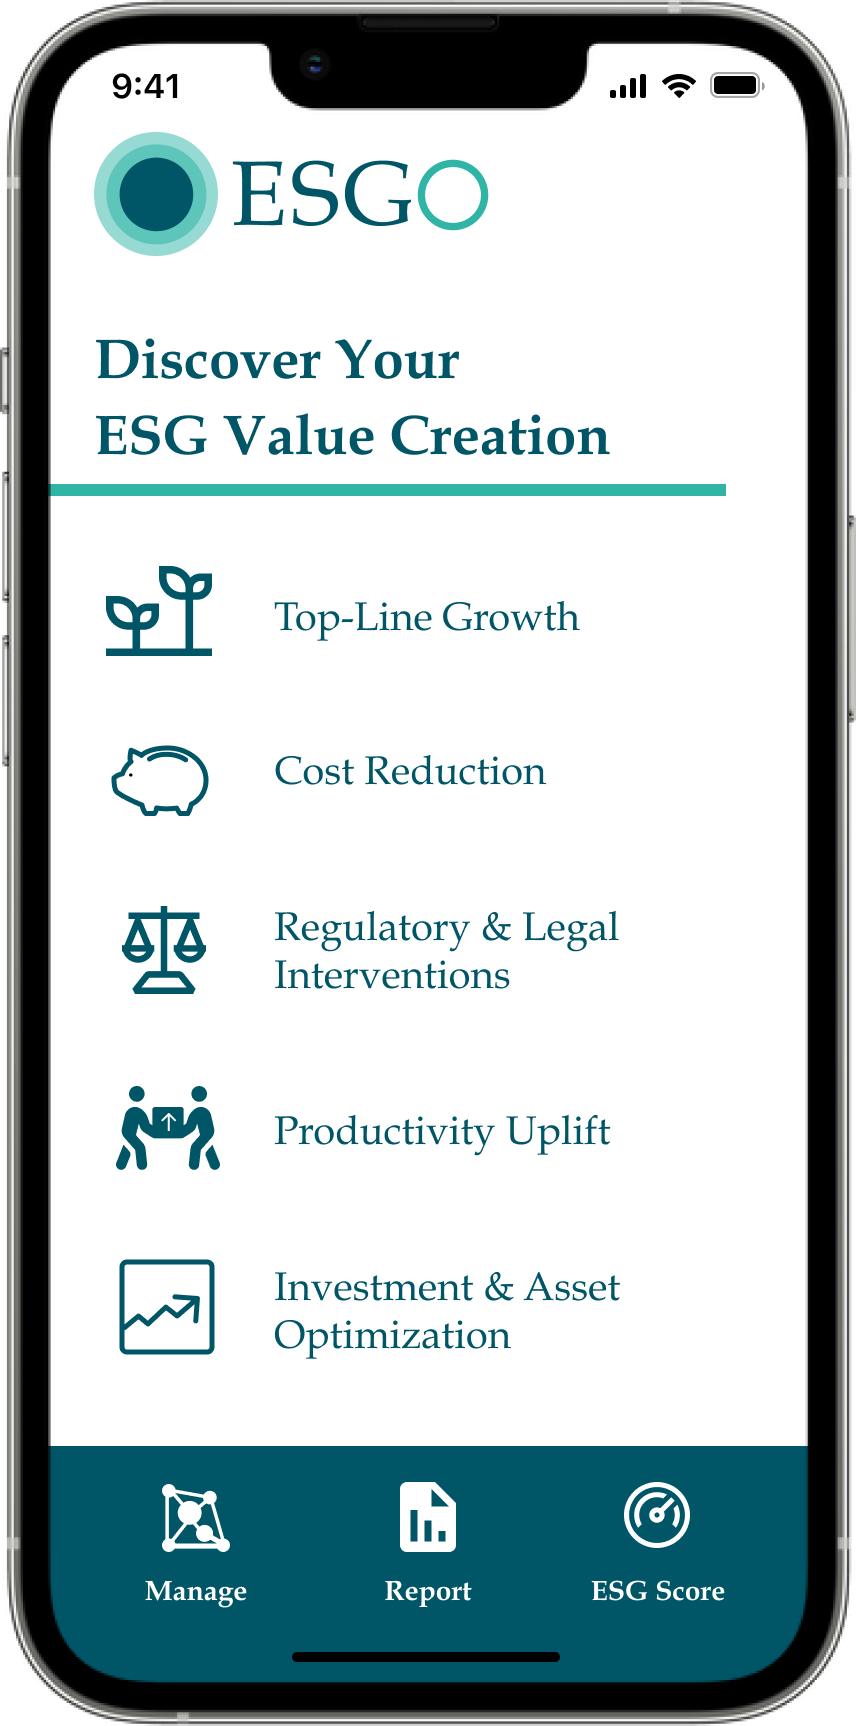 9:41
ESGO
Discover Your
ESG Value Creation
Top-Line Growth
Cost Reduction
Regulatory & Legal
Interventions
Productivity Uplift
Investment & Asset
Optimization
Manage
Report
ESG Score